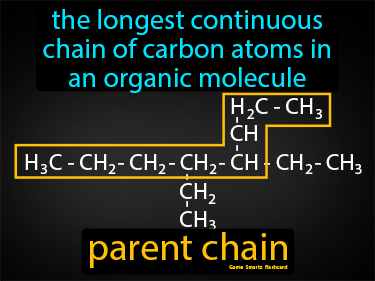 the longest continuous
chain of carbon atoms in
an organic molecule
H₂C - CH₃
CH
H₃C - CH₂ - CH₂ - CH₂ - CH - CH₂ - CH₃
CH₂
CH₃
parent chain
Game Smartz flashcard